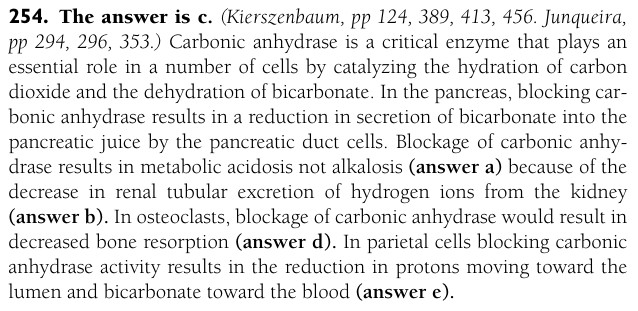 254. The answer is c. (Kierszenbaum, pp 124, 389, 413, 456. Junqueira,
pp 294, 296, 353.) Carbonic anhydrase is a critical enzyme that plays an
essential role in a number of cells by catalyzing the hydration of carbon
dioxide and the dehydration of bicarbonate. In the pancreas, blocking car-
bonic anhydrase results in a reduction in secretion of bicarbonate into the
pancreatic juice by the pancreatic duct cells. Blockage of carbonic anhy-
drase results in metabolic acidosis not alkalosis (answer a) because of the
decrease in renal tubular excretion of hydrogen ions from the kidney
(answer b). In osteoclasts, blockage of carbonic anhydrase would result in
decreased bone resorption (answer d). In parietal cells blocking carbonic
anhydrase activity results in the reduction in protons moving toward the
lumen and bicarbonate toward the blood (answer e).